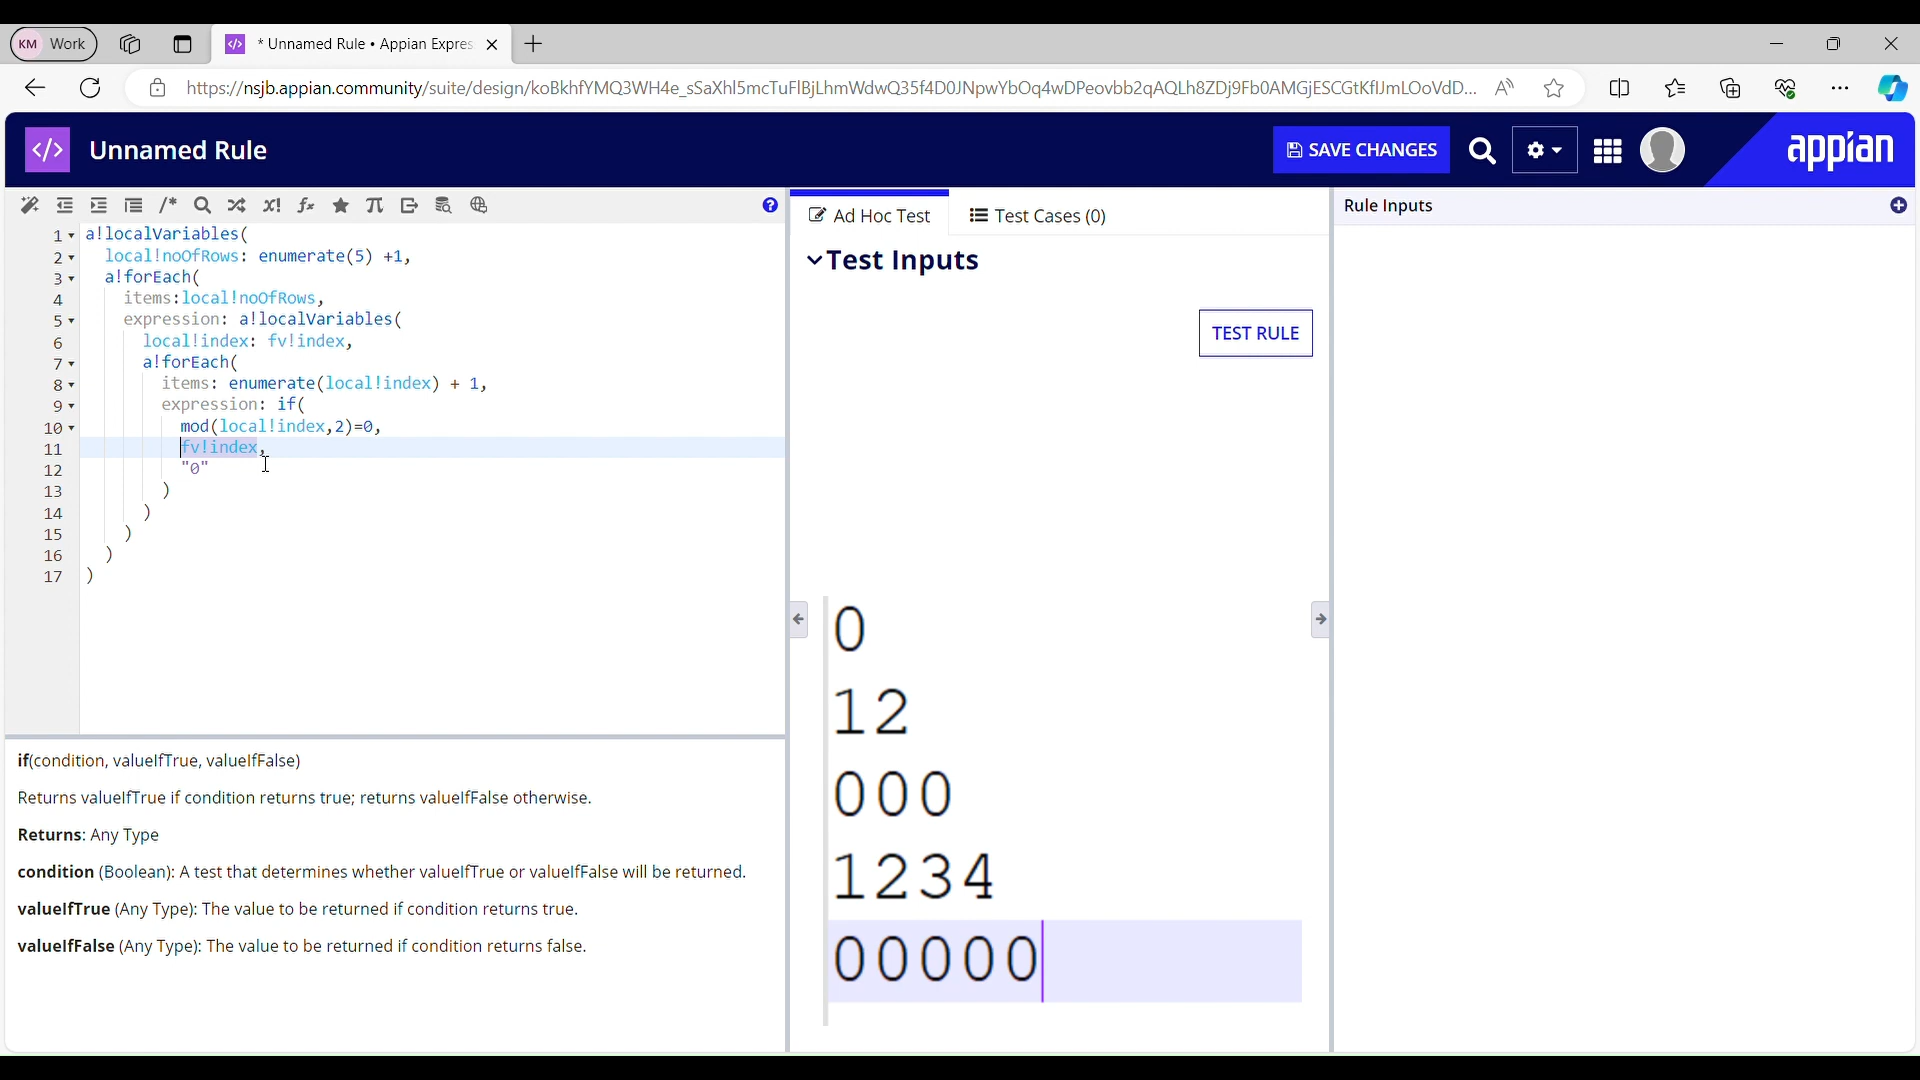 KM Work
* Unnamed Rule • Appian Expres
https://nsjb.appian.community/suite/design/
Unnamed Rule
SAVE CHANGES
appian
1 a!localVariables(
2 local!noOfRows: enumerate(5) +1,
3 a!forEach(
4 items:local!noOfRows,
5 expression: a!localVariables(
6 local!index: fv!index,
7 a!forEach(
8 items: enumerate(local!index) + 1,
9 expression: if(
10 mod(local!index,2)=0,
11 fv!index,
12 "0"
13 )
14 )
15 )
16 )
17 )
if(condition, valueIfTrue, valueIfFalse)
Returns valueIfTrue if condition returns true; returns valueIfFalse otherwise.
Returns: Any Type
condition (Boolean): A test that determines whether valueIfTrue or valueIfFalse will be returned.
valueIfTrue (Any Type): The value to be returned if condition returns true.
valueIfFalse (Any Type): The value to be returned if condition returns false.
Ad Hoc Test
Test Cases (0)
Test Inputs
TEST RULE
0
12
000
1234
00000
Rule Inputs